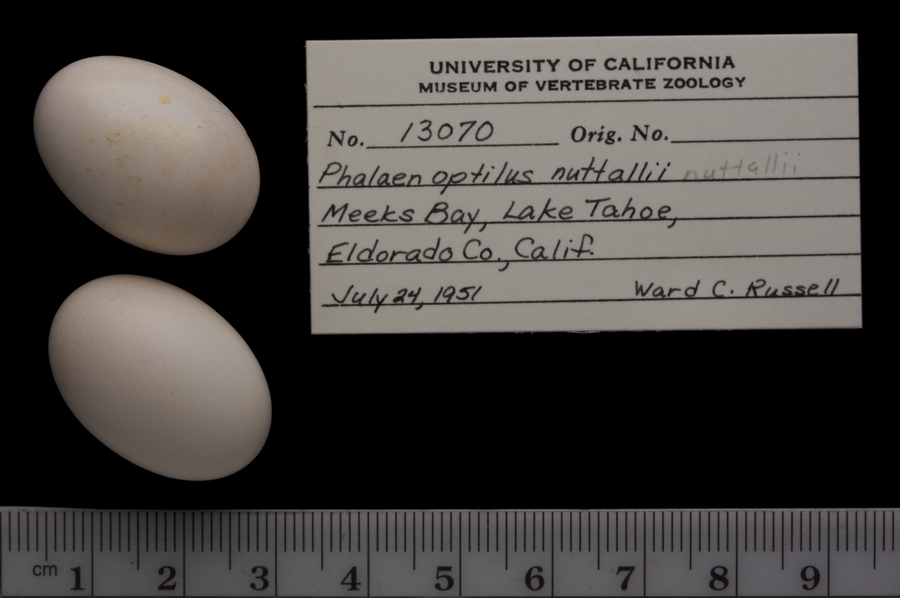 UNIVERSITY OF CALIFORNIA
MUSEUM OF VERTEBRATE ZOOLOGY
No. 13070 Orig. No.
Phalaenoptilus nuttallii nuttallii
Meeks Bay, Lake Tahoe,
Eldorado Co., Calif.
July 24, 1951 Ward C. Russell
cm 1 2 3 4 5 6 7 8 9